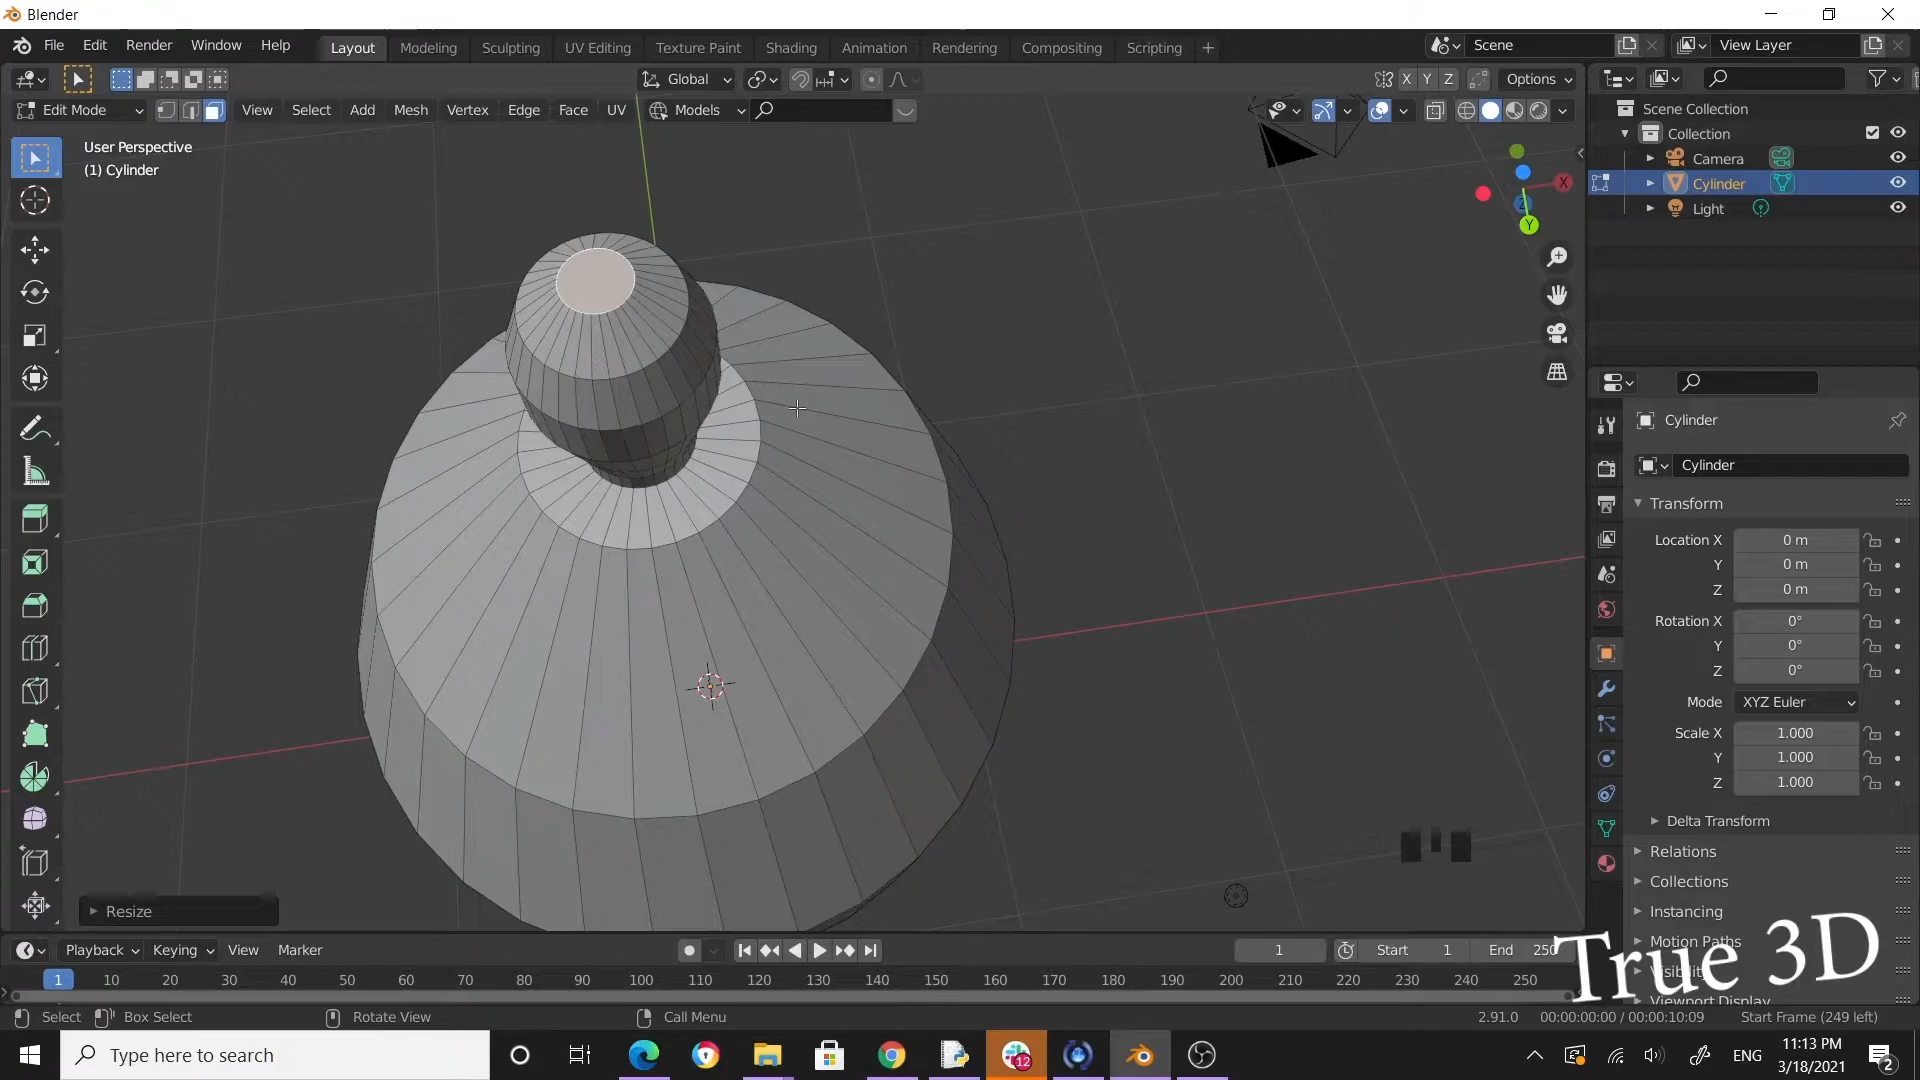 Blender
File Edit Render Window Help Layout Modeling Sculpting UV Editing Texture Paint Shading Animation Rendering Compositing Scripting + Scene View Layer
Global X Y Z Options
Edit Mode View Select Add Mesh Vertex Edge Face UV Models
User Perspective
(1) Cylinder
X
Z
Y
Scene Collection
Collection
Camera
Cylinder
Light
Cylinder
Cylinder
Transform
Location X 0 m
Y 0 m
Z 0 m
Rotation X 0°
Y 0°
Z 0°
Mode XYZ Euler
Scale X 1.000
Y 1.000
Z 1.000
Delta Transform
Relations
Collections
Instancing
Motion Paths
Visibility
Viewport Display
True 3D
Resize
Playback Keying View Marker 1 Start 1 End 250
1 10 20 30 40 50 60 70 80 90 100 110 120 130 140 150 160 170 180 190 200 210 220 230 240 250
Select Box Select Rotate View Call Menu 2.91.0 00:00:00:00 / 00:00:10:09 Start Frame (249 left)
Type here to search 12 ENG 11:13 PM
3/18/2021 2